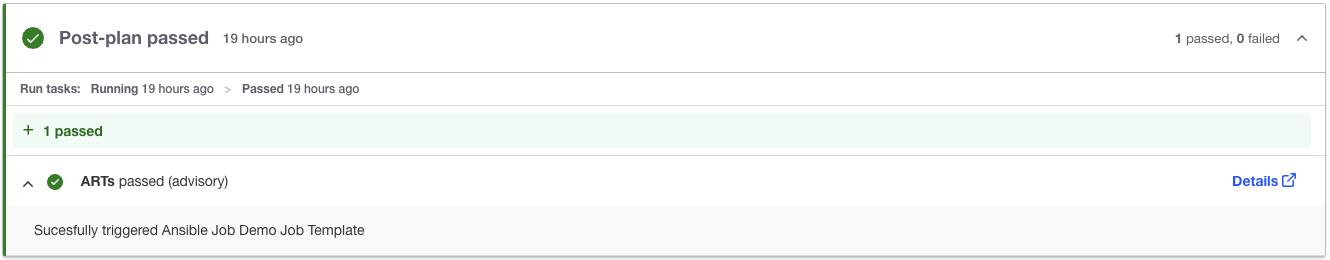 Post-plan passed 19 hours ago 1 passed, 0 failed
Run tasks: Running 19 hours ago > Passed 19 hours ago
+ 1 passed
ARTs passed (advisory) Details
Sucesfully triggered Ansible Job Demo Job Template